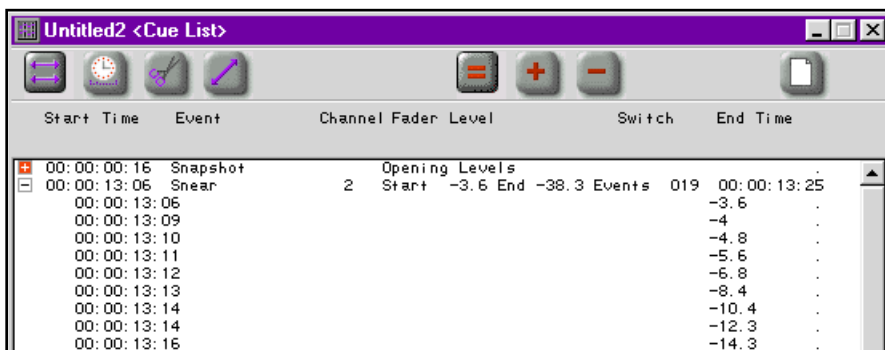 Untitled2 <Cue List>
Start Time Event Channel Fader Level Switch End Time
00:00:00:16 Snapshot Opening Levels .
00:00:13:06 Snear 2 Start -3.6 End -38.3 Events 019 00:00:13:25
00:00:13:06 -3.6 .
00:00:13:09 -4 .
00:00:13:10 -4.8 .
00:00:13:11 -5.6 .
00:00:13:12 -6.8 .
00:00:13:13 -8.4 .
00:00:13:14 -10.4 .
00:00:13:14 -12.3 .
00:00:13:16 -14.3 .